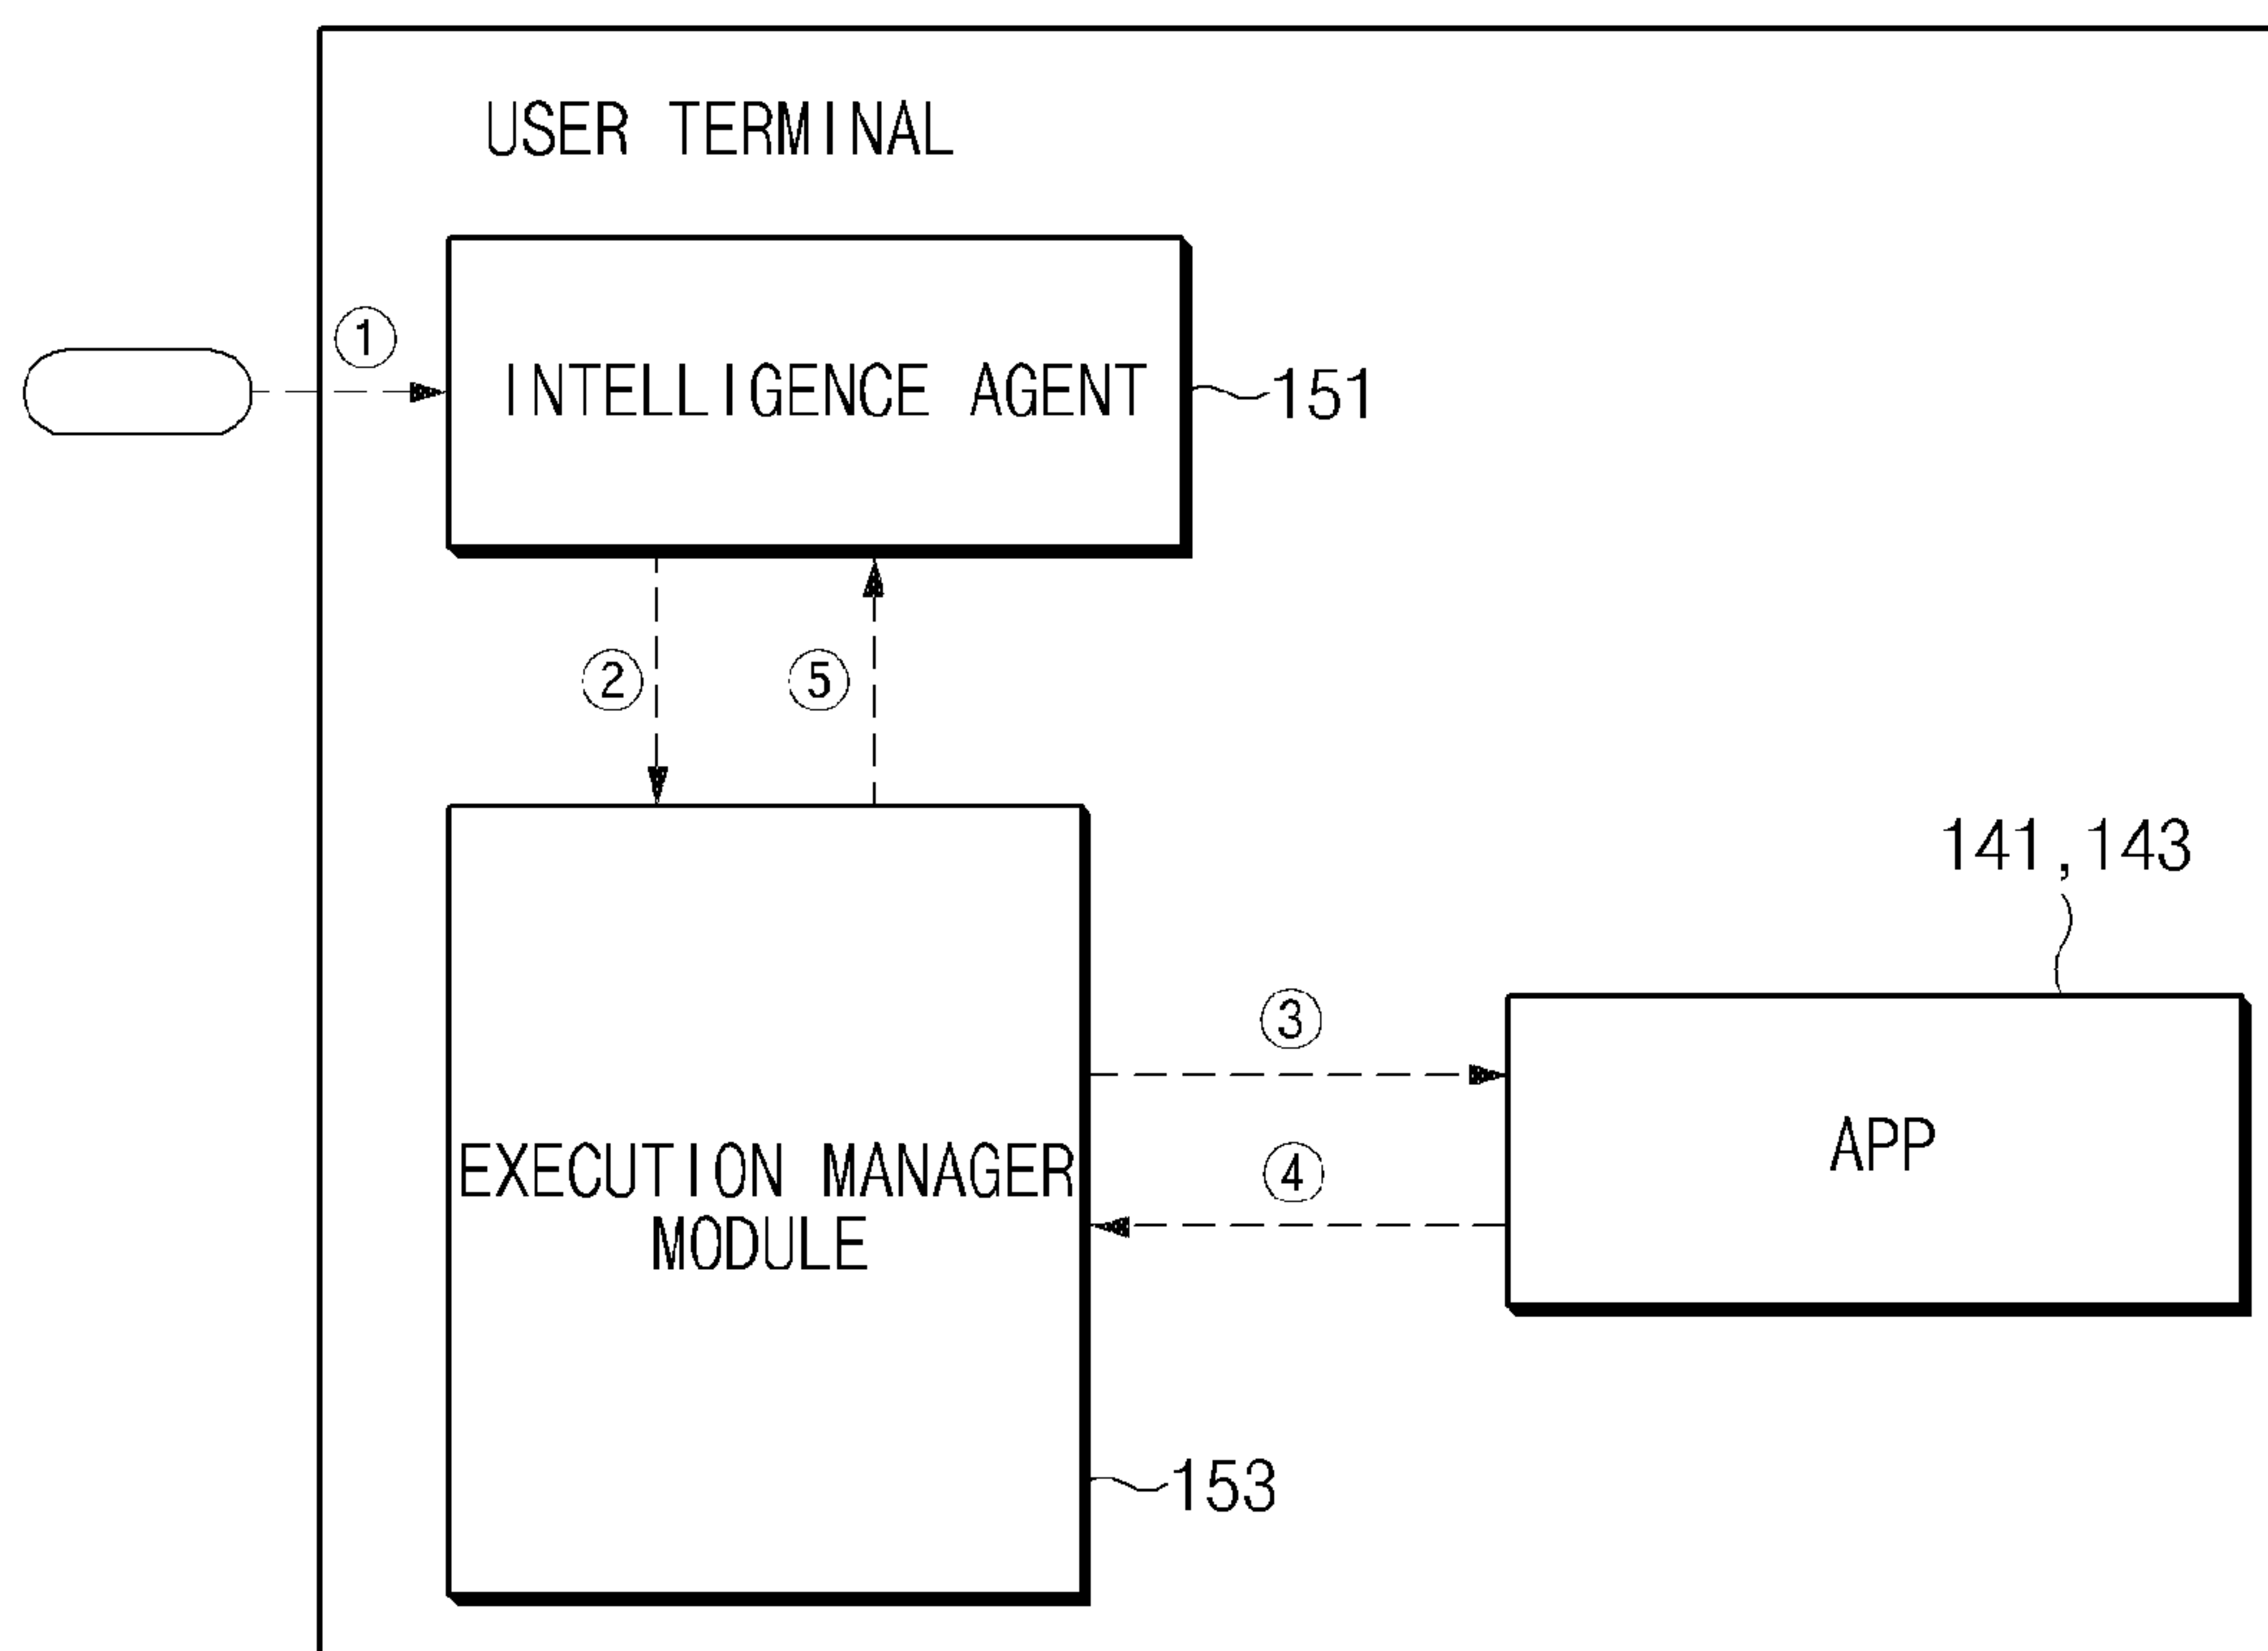 USER TERMINAL
①
INTELLIGENCE AGENT
151
②
⑤
141,143
③
APP
④
EXECUTION MANAGER
MODULE
153